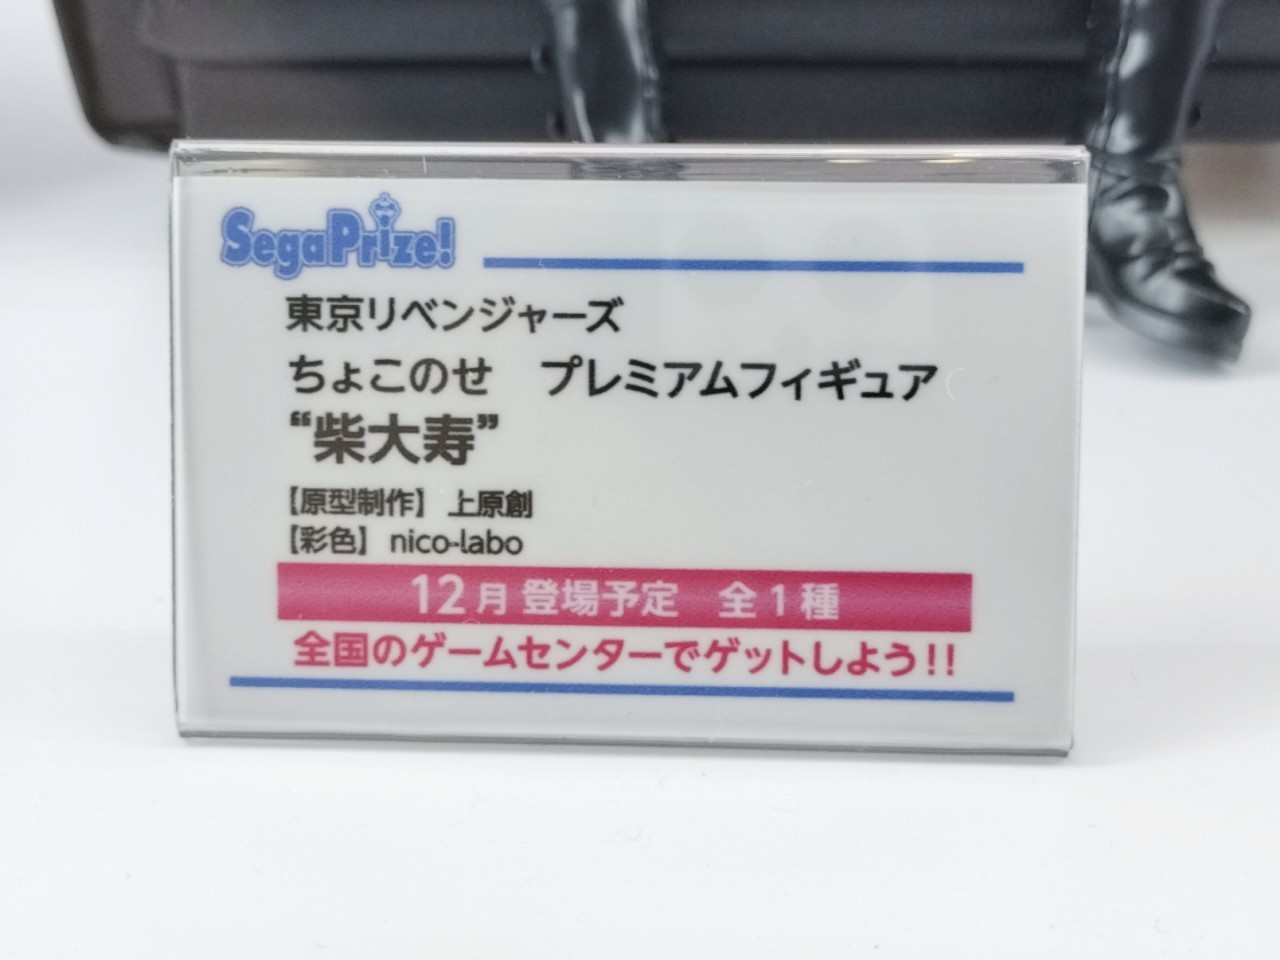 SegaPrize!
東京リベンジャーズ
ちょこのせ　プレミアムフィギュア
“柴大寿”
【原型制作】 上原創
【彩色】 nico-labo
12月 登場予定　全1種
全国のゲームセンターでゲットしよう!!